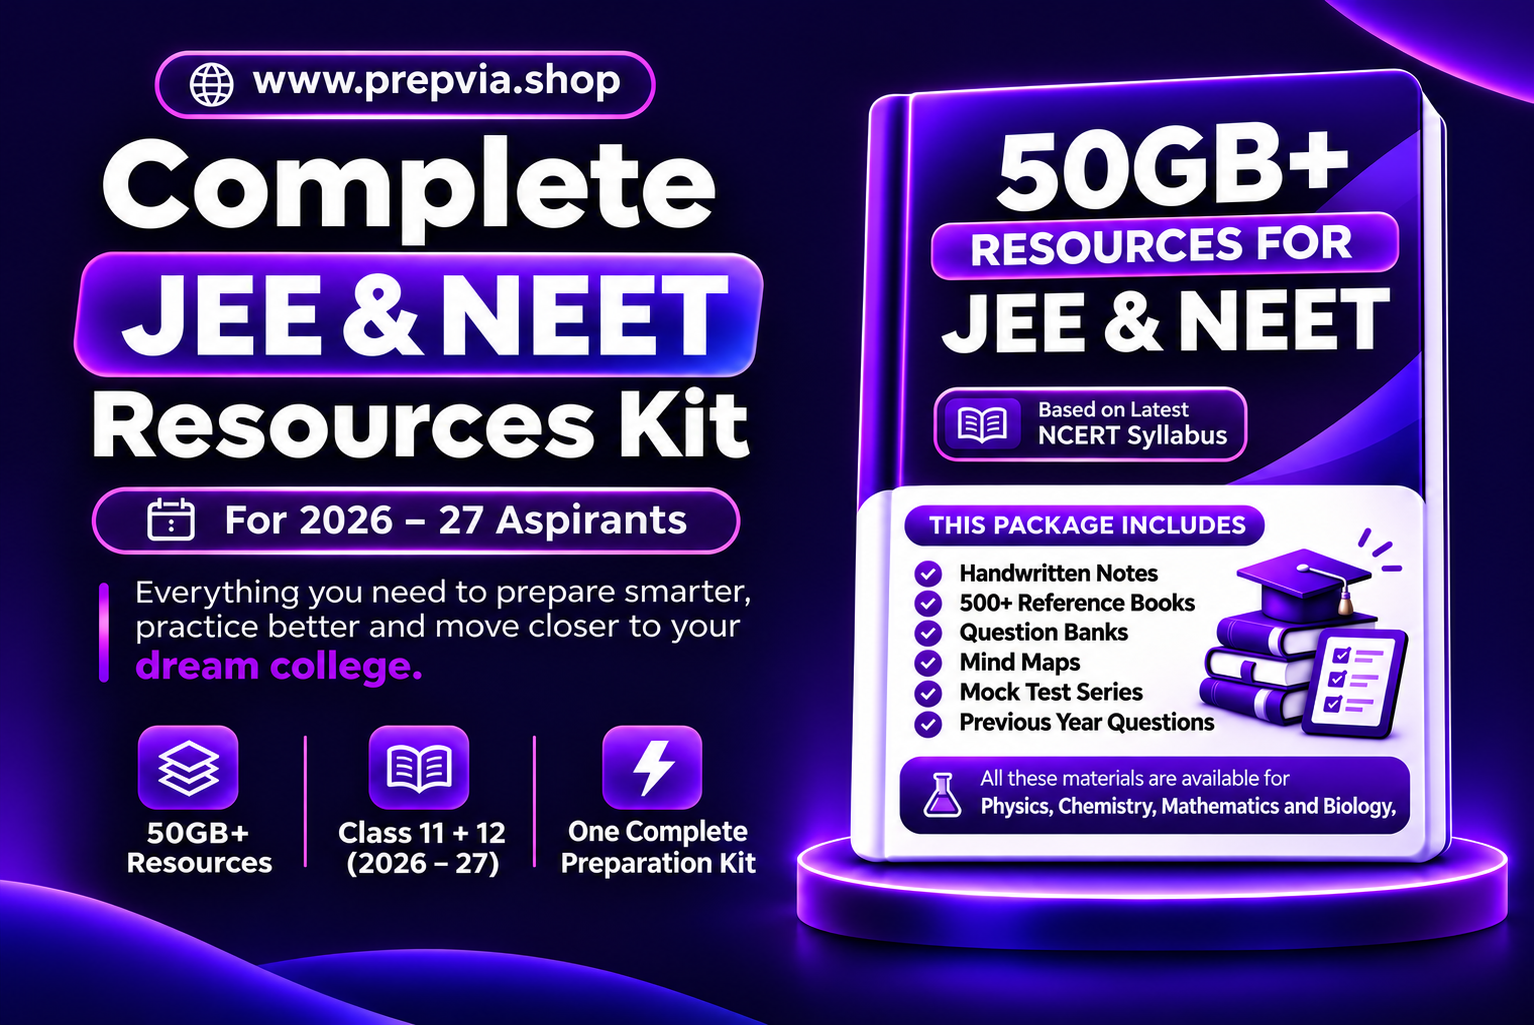 www.prepvia.shop
Complete
JEE & NEET
Resources Kit
For 2026 – 27 Aspirants
Everything you need to prepare smarter,
practice better and move closer to your
dream college.
50GB+
Resources
Class 11 + 12
(2026 – 27)
One Complete
Preparation Kit
50GB+
RESOURCES FOR
JEE & NEET
Based on Latest
NCERT Syllabus
THIS PACKAGE INCLUDES
Handwritten Notes
500+ Reference Books
Question Banks
Mind Maps
Mock Test Series
Previous Year Questions
All these materials are available for
Physics, Chemistry, Mathematics and Biology,